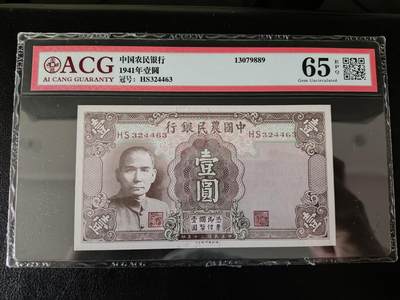 ACG
AI CANG GUARANTY
中国农民银行
1941年壹圆
冠号：HS324463
13079889
65
EPQ
Gem Uncirculated
行銀民農國中
HS324463
HS324463
壹
壹
壹圓
壹
壹
ACG ACG